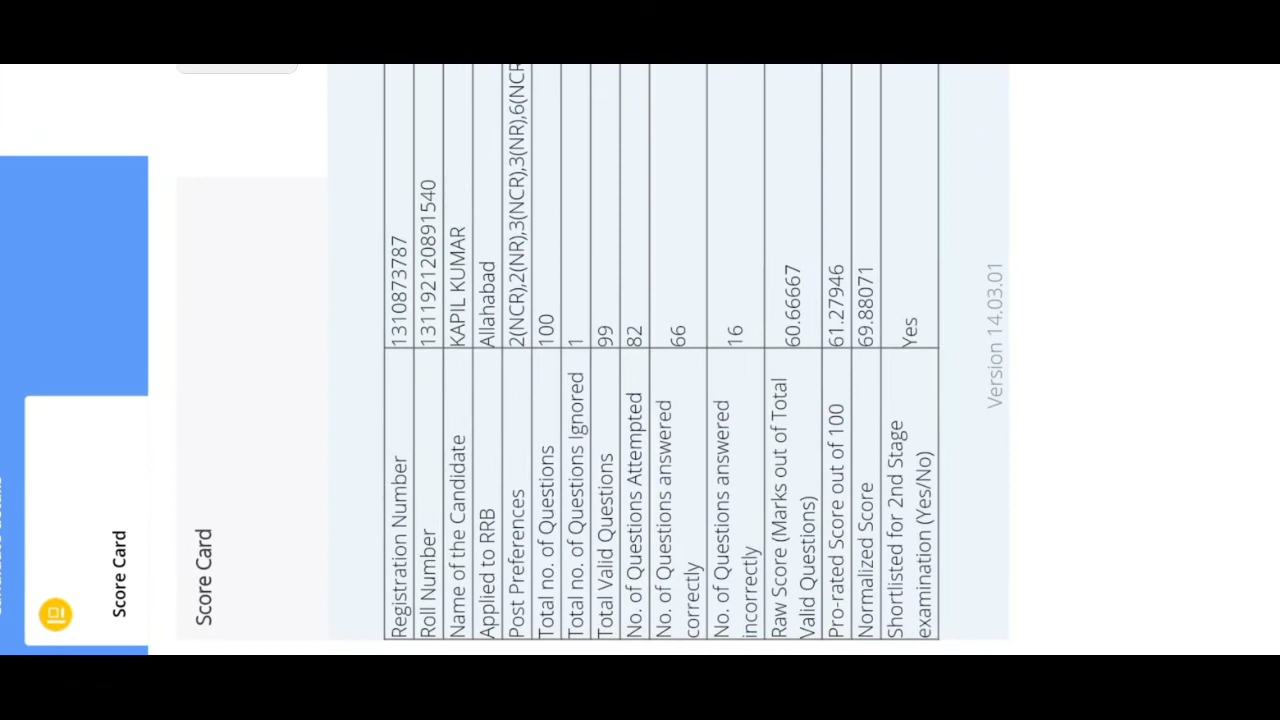 Score Card
Score Card
Registration Number 1310873787
Roll Number 131192120891540
Name of the Candidate KAPIL KUMAR
Applied to RRB Allahabad
Post Preferences 2(NCR),2(NR),3(NCR),3(NR),6(NCR
Total no. of Questions 100
Total no. of Questions Ignored 1
Total Valid Questions 99
No. of Questions Attempted 82
No. of Questions answered 66
correctly
No. of Questions answered 16
incorrectly
Raw Score (Marks out of Total 60.66667
Valid Questions)
Pro-rated Score out of 100 61.27946
Normalized Score 69.88071
Shortlisted for 2nd Stage Yes
examination (Yes/No)
Version 14.03.01